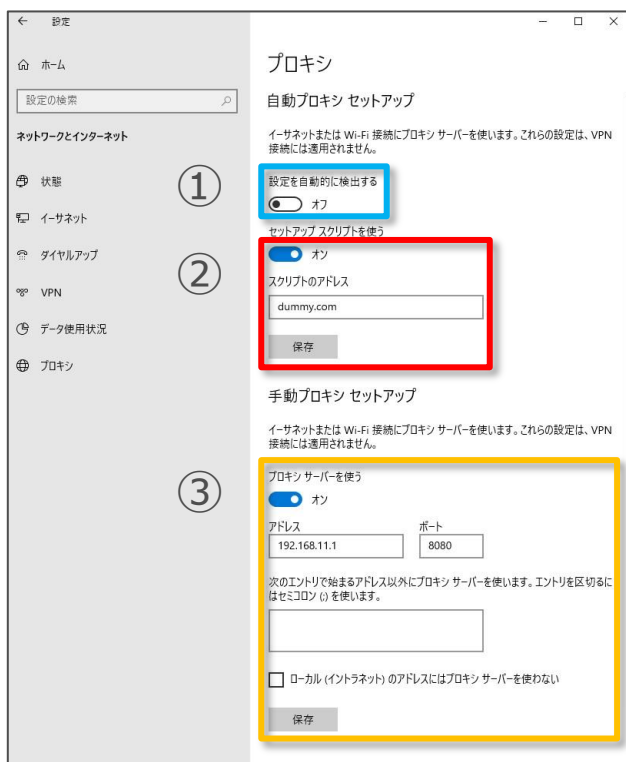 設定
ホーム
設定の検索
ネットワークとインターネット
状態
イーサネット
ダイヤルアップ
VPN
データ使用状況
プロキシ
①
②
③
プロキシ
自動プロキシ セットアップ
イーサネットまたは Wi-Fi 接続にプロキシ サーバーを使います。これらの設定は、VPN
接続には適用されません。
設定を自動的に検出する
オフ
セットアップ スクリプトを使う
オン
スクリプトのアドレス
dummy.com
保存
手動プロキシ セットアップ
イーサネットまたは Wi-Fi 接続にプロキシ サーバーを使います。これらの設定は、VPN
接続には適用されません。
プロキシ サーバーを使う
オン
アドレス ポート
192.168.11.1 8080
次のエントリで始まるアドレス以外にプロキシ サーバーを使います。エントリを区切るに
はセミコロン (;) を使います。
ローカル (イントラネット) のアドレスにはプロキシ サーバーを使わない
保存